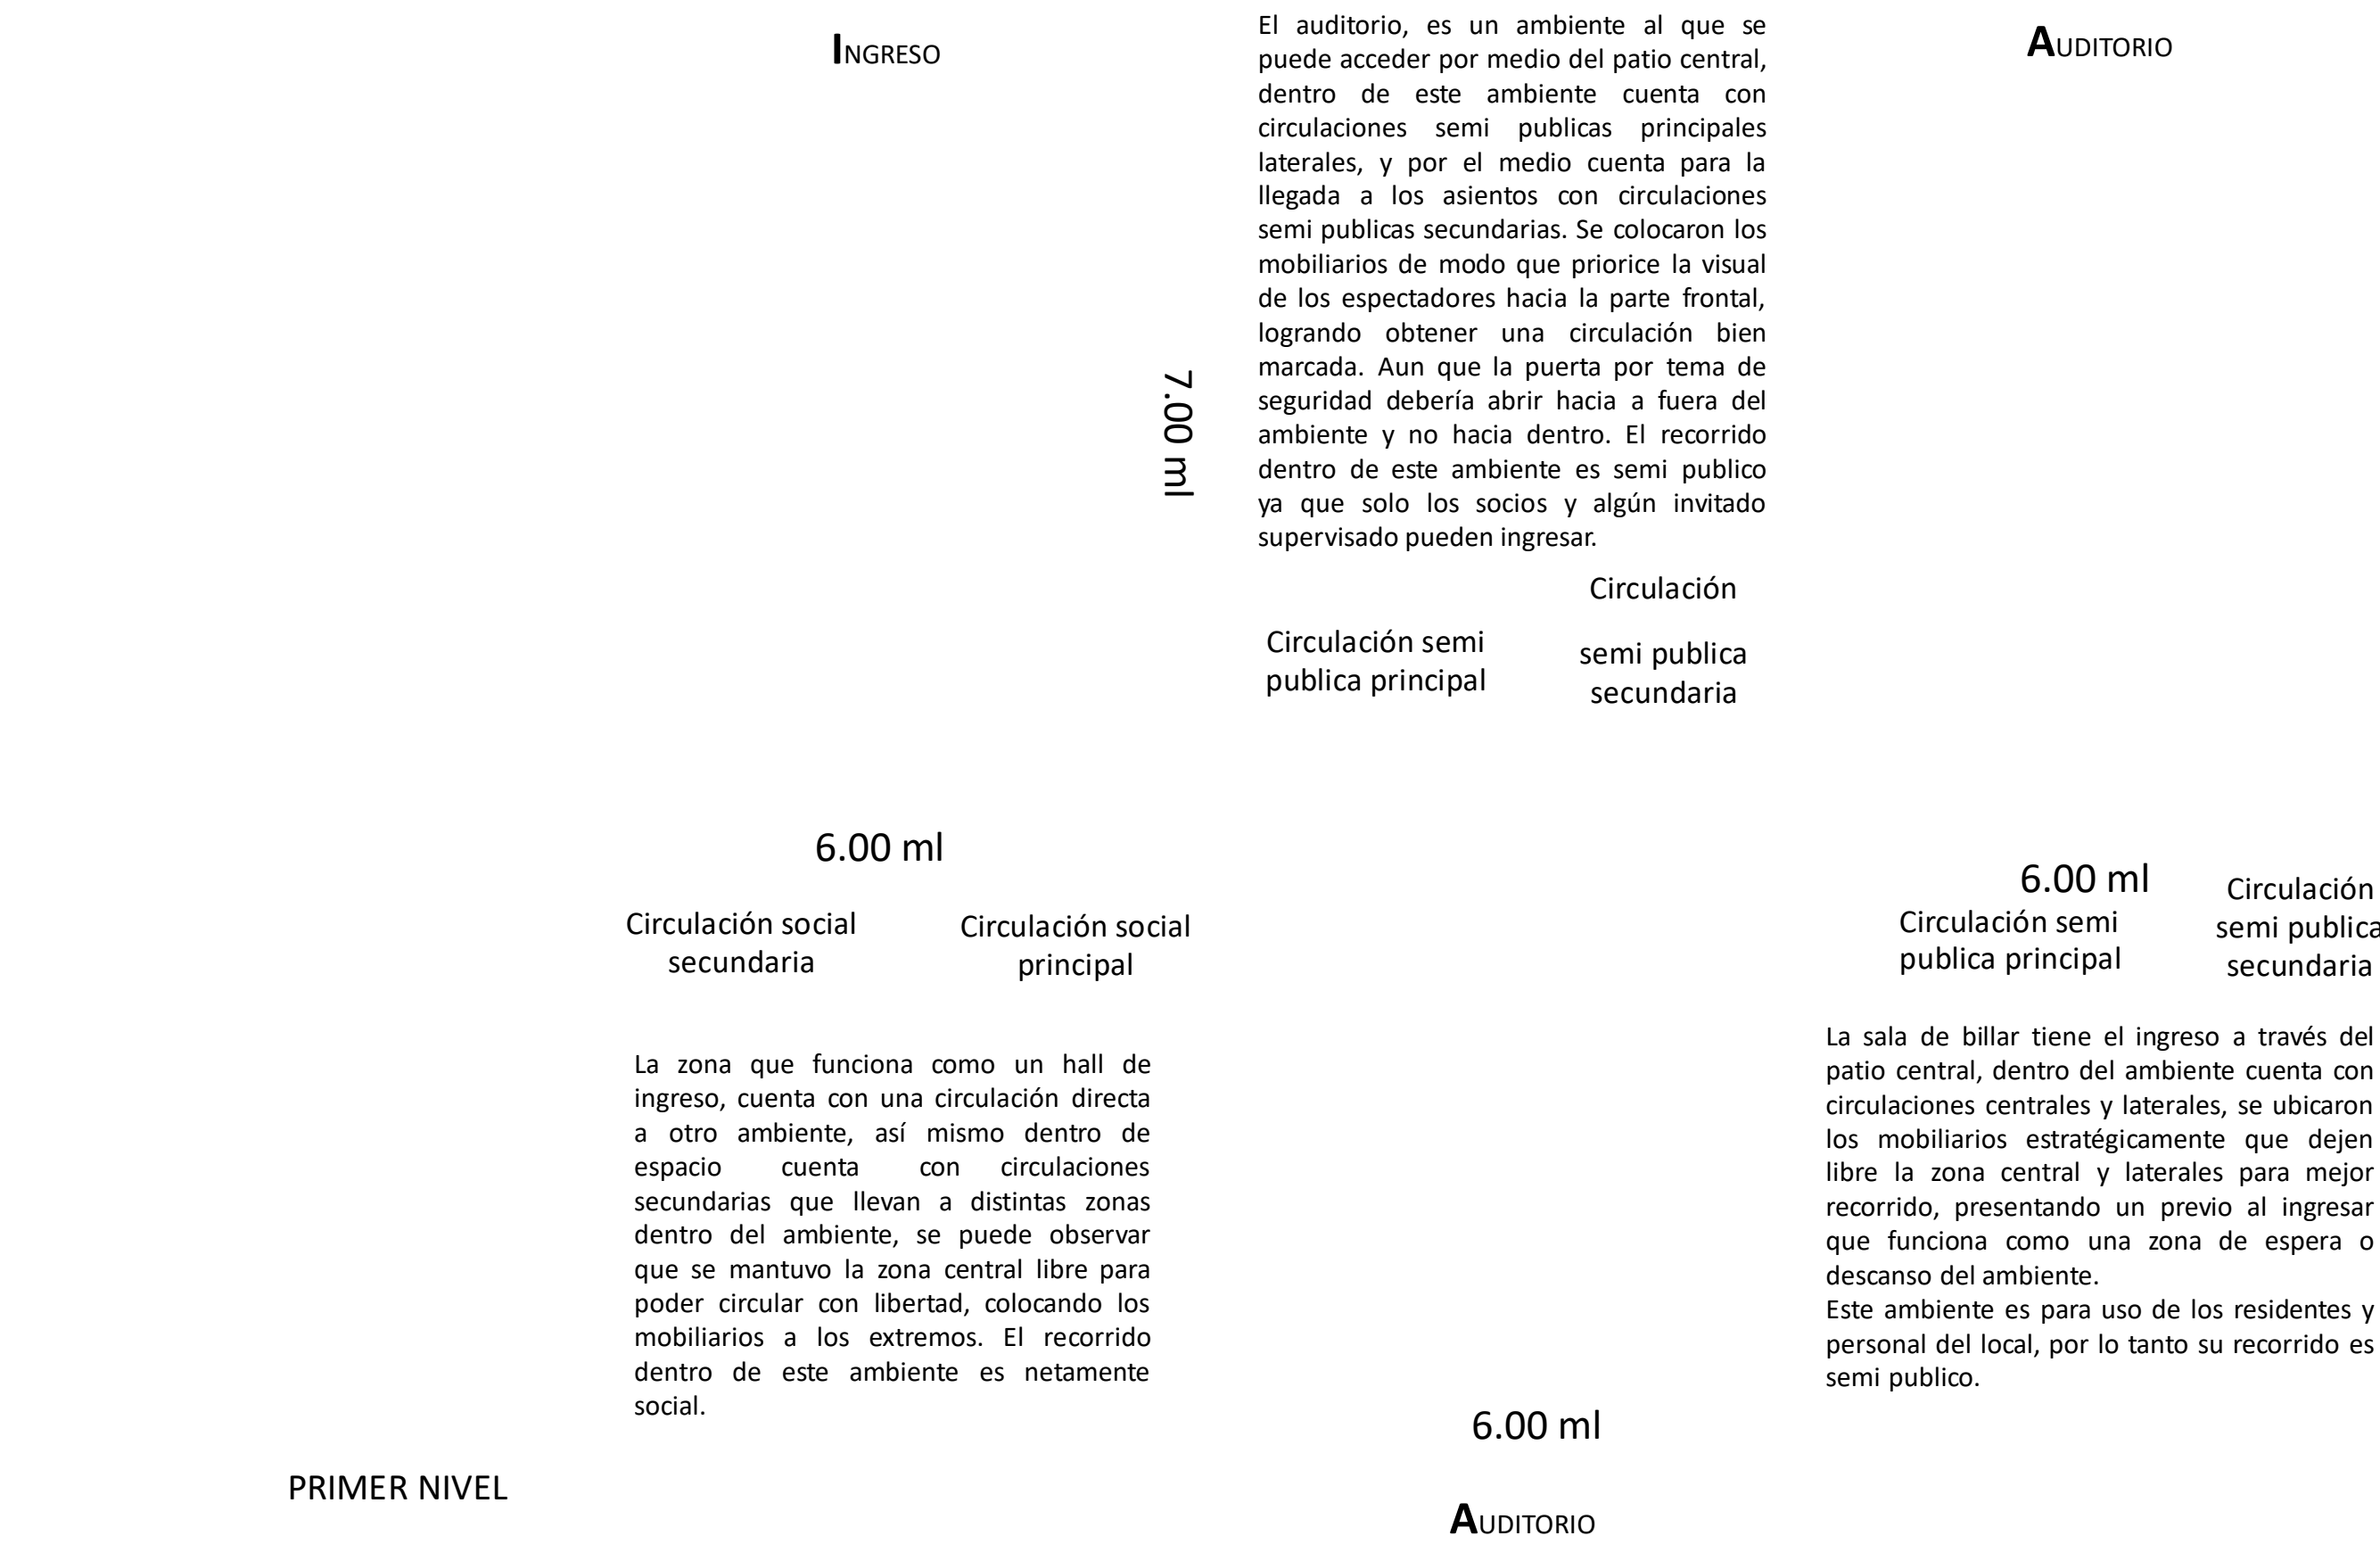 INGRESO
7.00 ml
6.00 ml
Circulación social
secundaria
Circulación social
principal
La zona que funciona como un hall de
ingreso, cuenta con una circulación directa
a otro ambiente, así mismo dentro de
espacio cuenta con circulaciones
secundarias que llevan a distintas zonas
dentro del ambiente, se puede observar
que se mantuvo la zona central libre para
poder circular con libertad, colocando los
mobiliarios a los extremos. El recorrido
dentro de este ambiente es netamente
social.
PRIMER NIVEL
El auditorio, es un ambiente al que se
puede acceder por medio del patio central,
dentro de este ambiente cuenta con
circulaciones semi publicas principales
laterales, y por el medio cuenta para la
llegada a los asientos con circulaciones
semi publicas secundarias. Se colocaron los
mobiliarios de modo que priorice la visual
de los espectadores hacia la parte frontal,
logrando obtener una circulación bien
marcada. Aun que la puerta por tema de
seguridad debería abrir hacia a fuera del
ambiente y no hacia dentro. El recorrido
dentro de este ambiente es semi publico
ya que solo los socios y algún invitado
supervisado pueden ingresar.
Circulación semi
publica principal
Circulación
semi publica
secundaria
6.00 ml
AUDITORIO
AUDITORIO
6.00 ml
Circulación semi
publica principal
Circulación
semi publica
secundaria
La sala de billar tiene el ingreso a través del
patio central, dentro del ambiente cuenta con
circulaciones centrales y laterales, se ubicaron
los mobiliarios estratégicamente que dejen
libre la zona central y laterales para mejor
recorrido, presentando un previo al ingresar
que funciona como una zona de espera o
descanso del ambiente.
Este ambiente es para uso de los residentes y
personal del local, por lo tanto su recorrido es
semi publico.